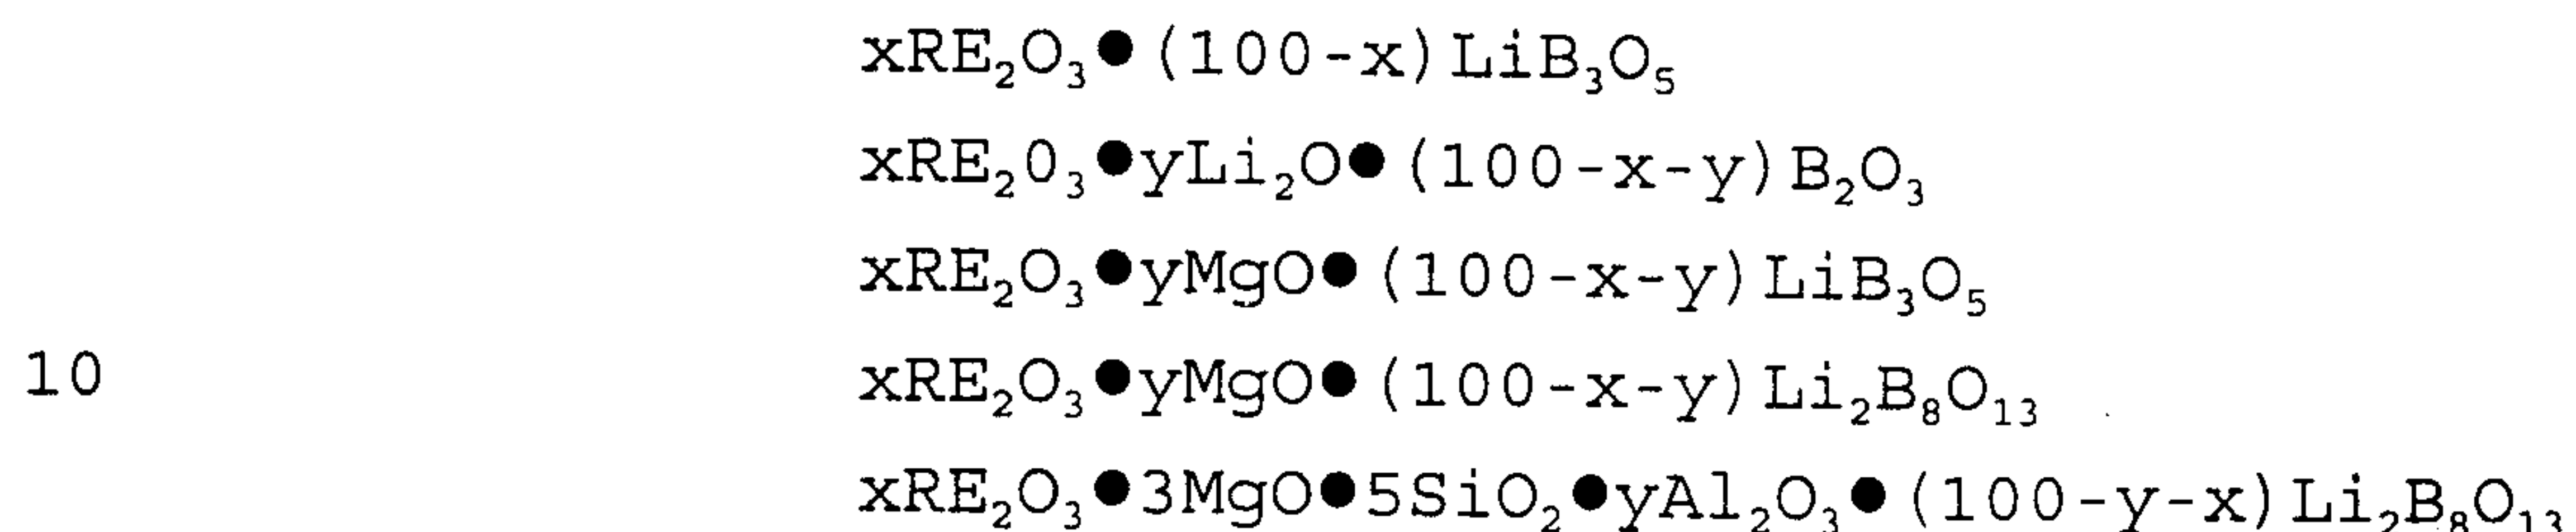 xRE₂O₃●(100-x)LiB₃O₅
xRE₂0₃●yLi₂O●(100-x-y)B₂O₃
xRE₂O₃●yMgO●(100-x-y)LiB₃O₅
10 xRE₂O₃●yMgO●(100-x-y)Li₂B₈O₁₃
xRE₂O₃●3MgO●5SiO₂●yAl₂O₃●(100-y-x)Li₂B₈O₁₃